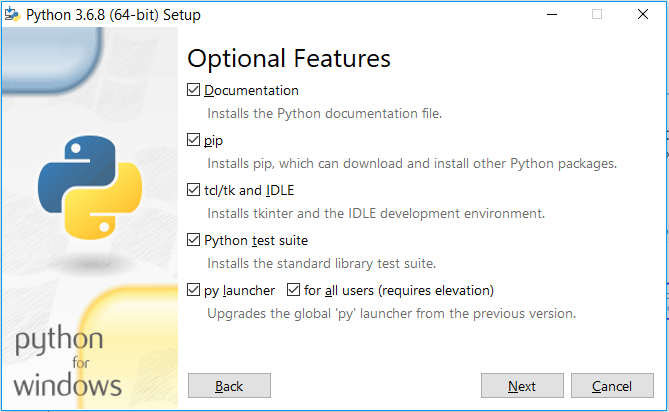 Python 3.6.8 (64-bit) Setup
Optional Features
Documentation
Installs the Python documentation file.
pip
Installs pip, which can download and install other Python packages.
tcl/tk and IDLE
Installs tkinter and the IDLE development environment.
Python test suite
Installs the standard library test suite.
py launcher for all users (requires elevation)
Upgrades the global 'py' launcher from the previous version.
python
for
windows
Back Next Cancel